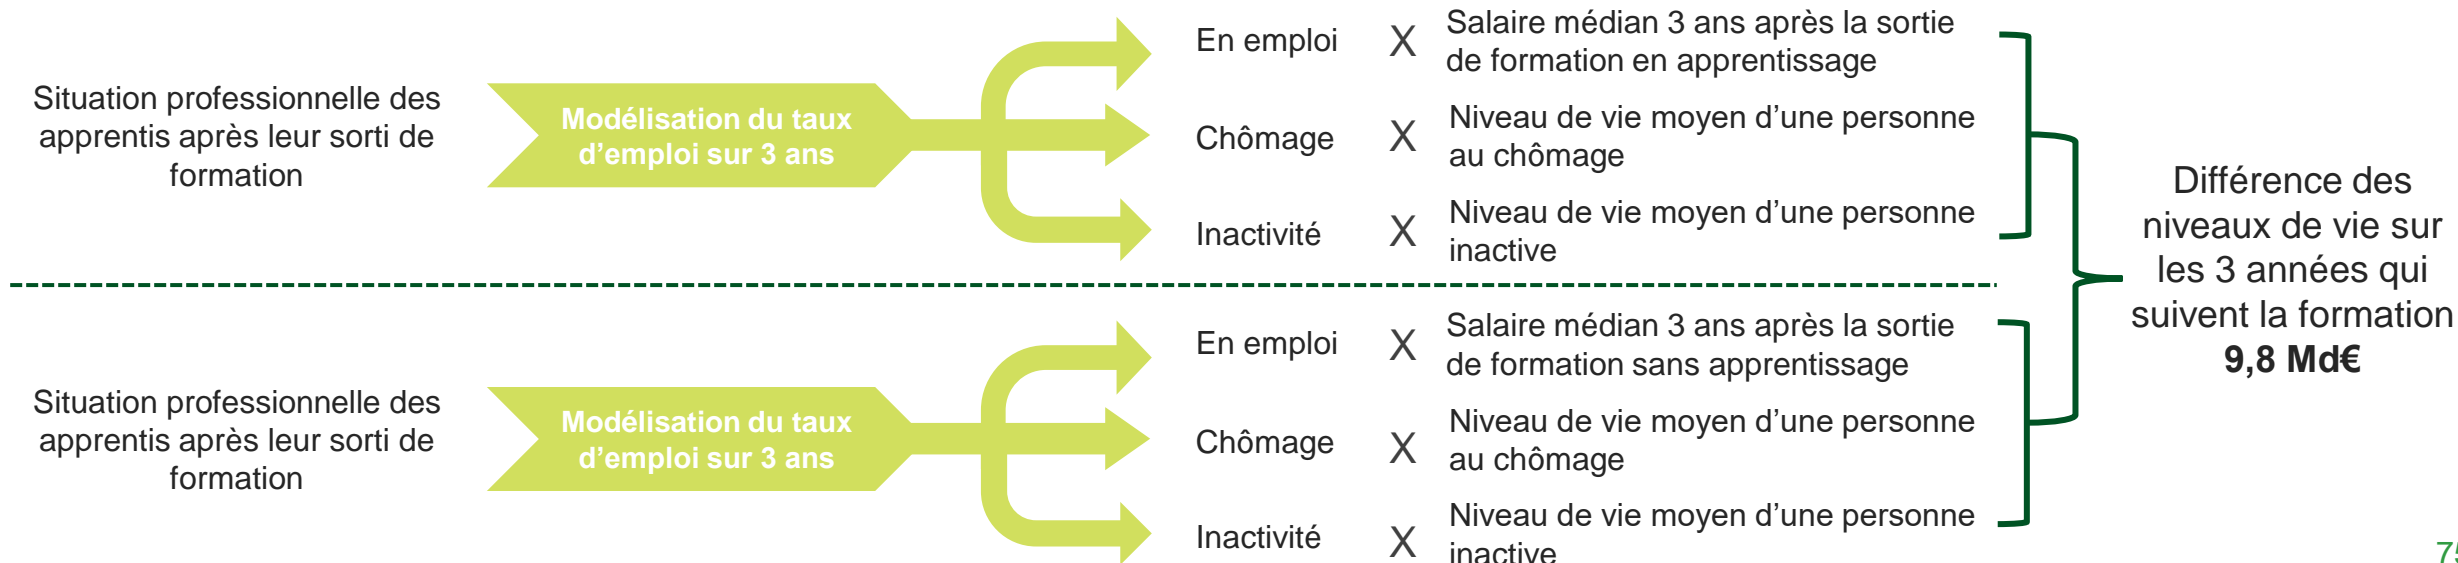 Situation professionnelle des
apprentis après leur sorti de
formation
Modélisation du taux
d’emploi sur 3 ans
En emploi
X
Salaire médian 3 ans après la sortie
de formation en apprentissage
Chômage
X
Niveau de vie moyen d’une personne
au chômage
Inactivité
X
Niveau de vie moyen d’une personne
inactive
Situation professionnelle des
apprentis après leur sorti de
formation
Modélisation du taux
d’emploi sur 3 ans
En emploi
X
Salaire médian 3 ans après la sortie
de formation sans apprentissage
Chômage
X
Niveau de vie moyen d’une personne
au chômage
Inactivité
X
Niveau de vie moyen d’une personne
inactive
Différence des
niveaux de vie sur
les 3 années qui
suivent la formation
9,8 Md€
75